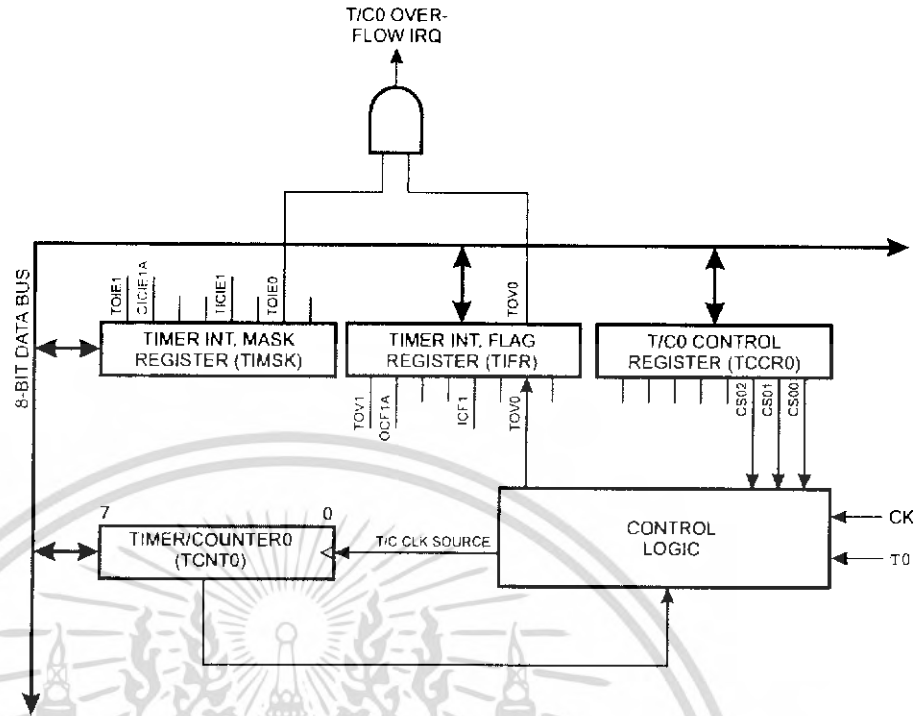 T/C0 OVER-
FLOW IRQ
8-BIT DATA BUS
TOIE1
OICIE1A
TICIE1
TOIE0
TOV0
TIMER INT. MASK
REGISTER (TIMSK)
TIMER INT. FLAG
REGISTER (TIFR)
T/C0 CONTROL
REGISTER (TCCR0)
TOV1
OCF1A
ICF1
TOV0
CS02
CS01
CS00
7
0
TIMER/COUNTER0
(TCNT0)
T/C CLK SOURCE
CONTROL
LOGIC
CK
T0